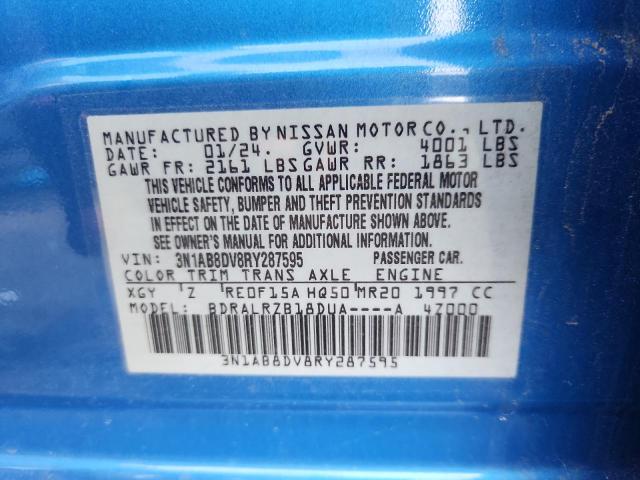 MANUFACTURED BY NISSAN MOTOR CO., LTD.
DATE: 01/24. GVWR: 4001 LBS
GAWR FR: 2161 LBS GAWR RR: 1863 LBS
THIS VEHICLE CONFORMS TO ALL APPLICABLE FEDERAL MOTOR
VEHICLE SAFETY, BUMPER AND THEFT PREVENTION STANDARDS
IN EFFECT ON THE DATE OF MANUFACTURE SHOWN ABOVE.
SEE OWNER'S MANUAL FOR ADDITIONAL INFORMATION.
VIN: 3N1AB8DV8RY287595 PASSENGER CAR.
COLOR TRIM TRANS AXLE ENGINE
XGY Z RE0F15A HQ50 MR20 1997 CC
MODEL: BDRALRZB18DUA----A 4Z000
3N1AB8DV8RY287595